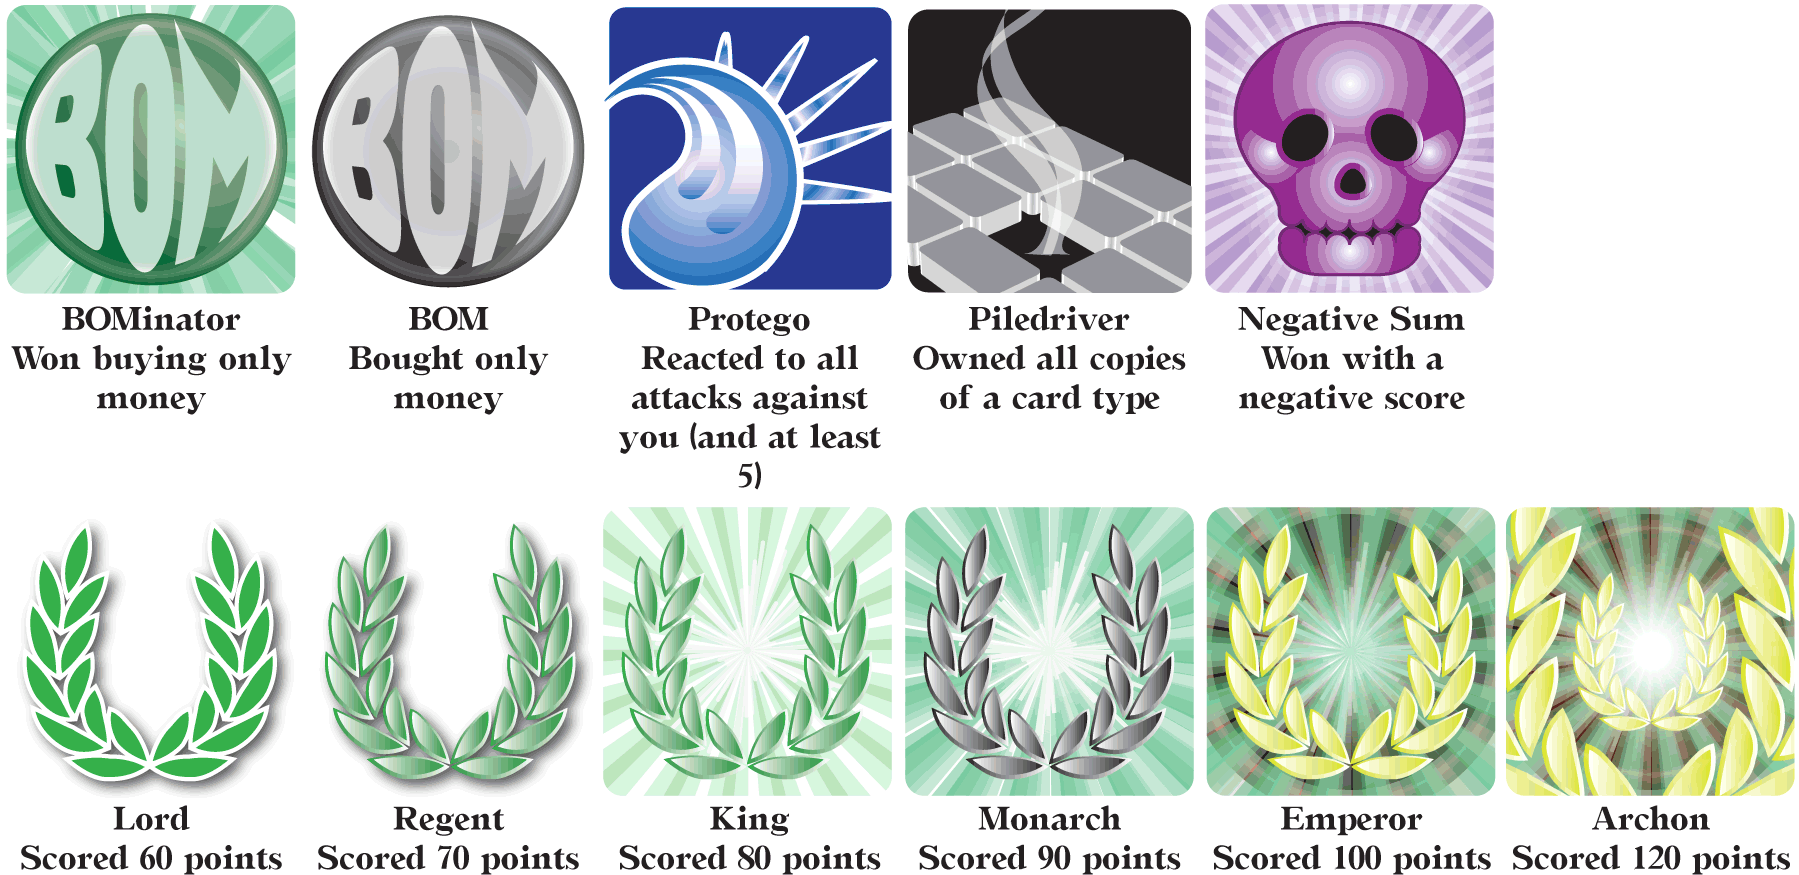 BOM
BOM
BOMinator
Won buying only
money
BOM
Bought only
money
Protego
Reacted to all
attacks against
you (and at least
5)
Piledriver
Owned all copies
of a card type
Negative Sum
Won with a
negative score
Lord
Scored 60 points
Regent
Scored 70 points
King
Scored 80 points
Monarch
Scored 90 points
Emperor
Scored 100 points
Archon
Scored 120 points